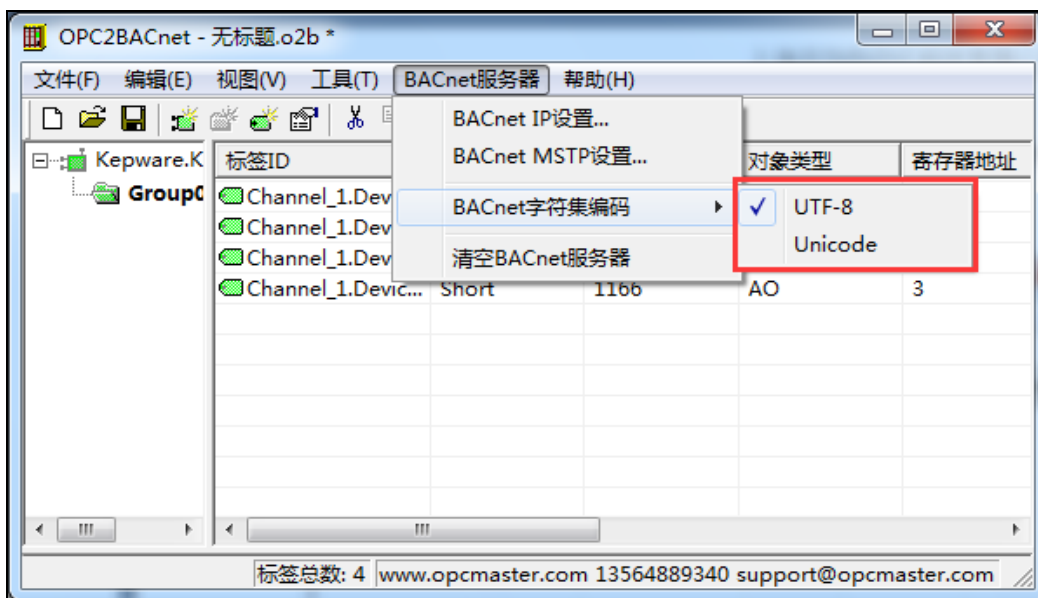 OPC2BACnet - 无标题.o2b *
文件(F) 编辑(E) 视图(V) 工具(T) BACnet服务器 帮助(H)
BACnet IP设置...
BACnet MSTP设置...
BACnet字符集编码
清空BACnet服务器
UTF-8
Unicode
Kepware.K
Group0
标签ID 对象类型 寄存器地址
Channel_1.Dev
Channel_1.Dev
Channel_1.Dev
Channel_1.Devic... Short 1166 AO 3
标签总数: 4 www.opcmaster.com 13564889340 support@opcmaster.com